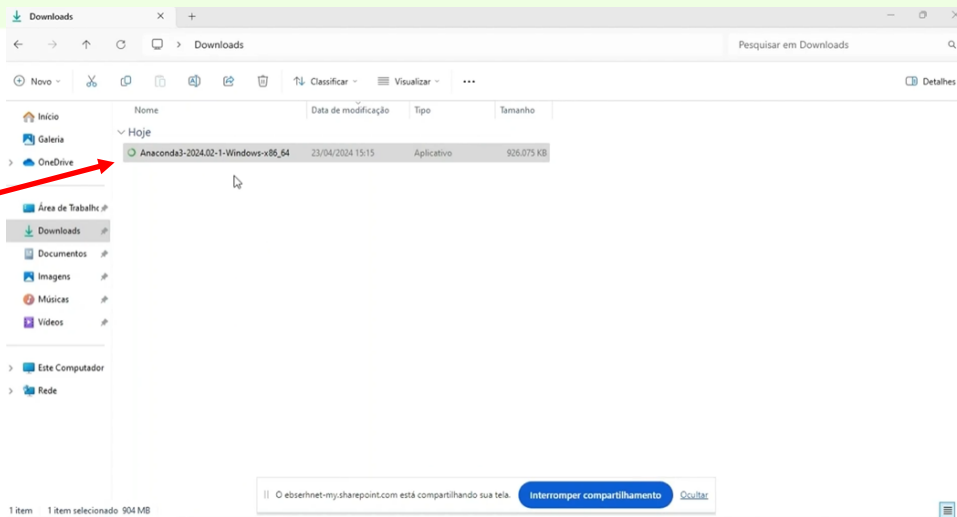 Downloads
Downloads
Pesquisar em Downloads
Novo
Classificar
Visualizar
Detalhes
Nome
Data de modificação
Tipo
Tamanho
Hoje
Anaconda3-2024.02-1-Windows-x86_64
23/04/2024 15:15
Aplicativo
926.075 KB
Início
Galeria
OneDrive
Área de Trabalho
Downloads
Documentos
Imagens
Músicas
Vídeos
Este Computador
Rede
O ebserhnet-my.sharepoint.com está compartilhando sua tela.
Interromper compartilhamento
Ocultar
1 item
1 item selecionado 904 MB